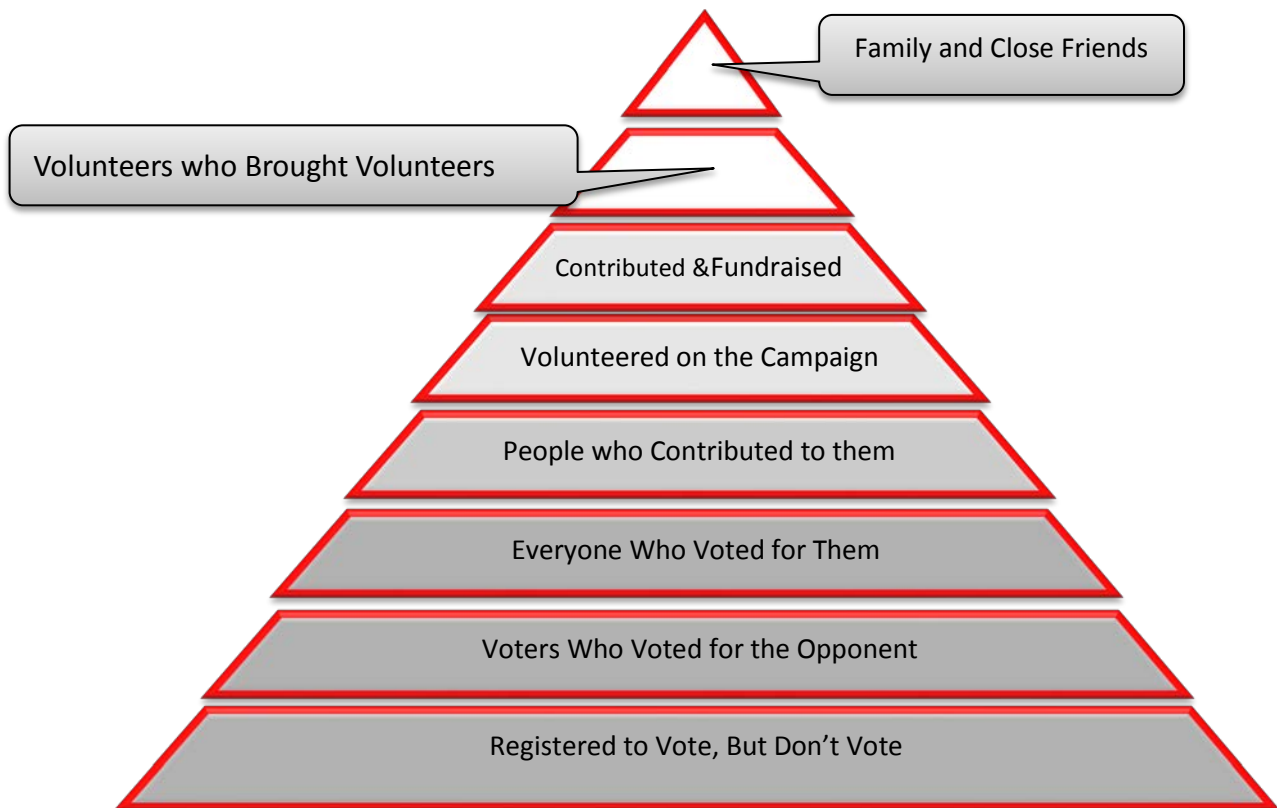 Family and Close Friends
Volunteers who Brought Volunteers
Contributed &Fundraised
Volunteered on the Campaign
People who Contributed to them
Everyone Who Voted for Them
Voters Who Voted for the Opponent
Registered to Vote, But Don’t Vote